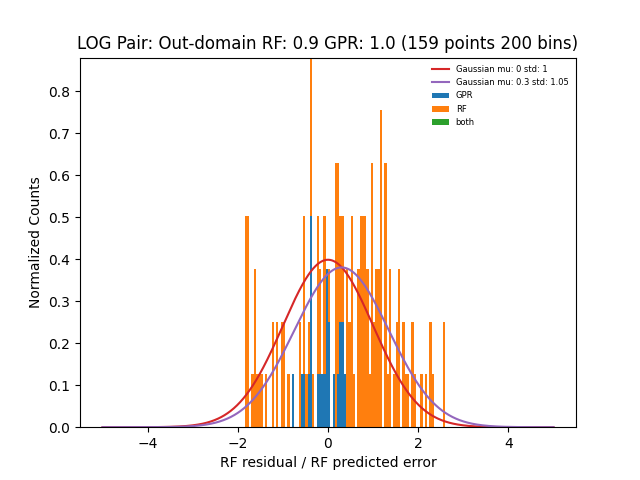 LOG Pair: Out-domain RF: 0.9 GPR: 1.0 (159 points 200 bins)
Gaussian mu: 0 std: 1
Gaussian mu: 0.3 std: 1.05
GPR
RF
both
Normalized Counts
0.8
0.7
0.6
0.5
0.4
0.3
0.2
0.1
0.0
−4
−2
0
2
4
RF residual / RF predicted error